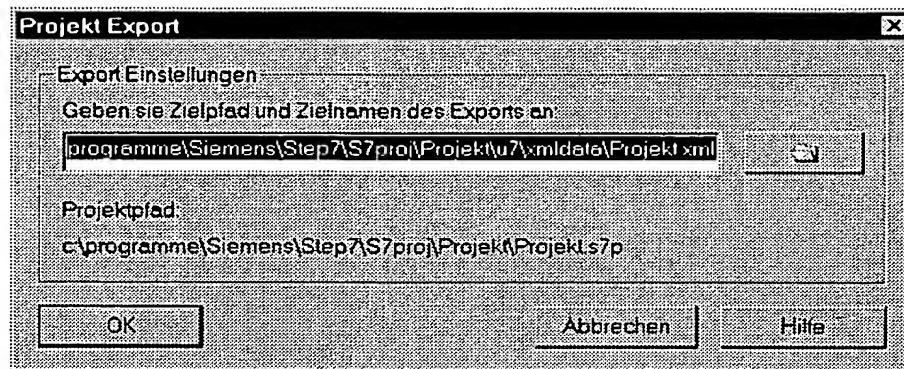 Projekt Export
Export Einstellungen
Geben sie Zielpfad und Zielnamen des Exports an:
programme\Siemens\Step7\S7proj\Projekt\u7\xmldata\Projekt.xml
Projektpfad:
c:\programme\Siemens\Step7\S7proj\Projekt\Projekt.s7p
OK
Abbrechen
Hilfe